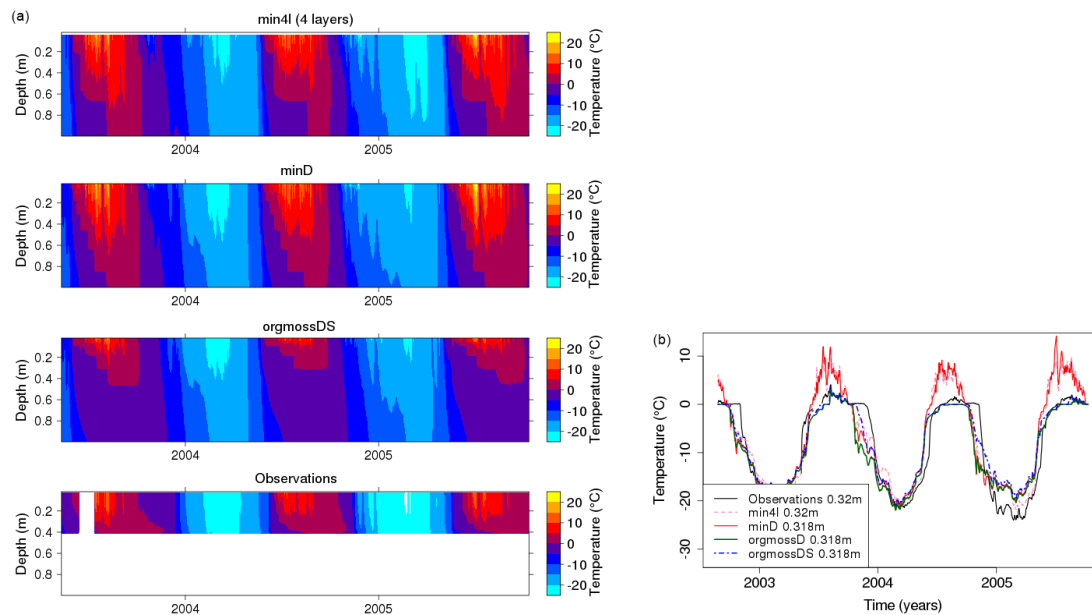 (a)
min4l (4 layers)
Depth (m)
0.2
0.4
0.6
0.8
2004
2005
20
10
0
-10
-20
Temperature (°C)
minD
Depth (m)
0.2
0.4
0.6
0.8
2004
2005
20
10
0
-10
-20
Temperature (°C)
orgmossDS
Depth (m)
0.2
0.4
0.6
0.8
2004
2005
20
10
0
-10
-20
Temperature (°C)
Observations
Depth (m)
0.2
0.4
0.6
0.8
2004
2005
20
10
0
-10
-20
Temperature (°C)
(b)
Temperature (°C)
10
0
-10
-20
-30
Observations 0.32m
min4l 0.32m
minD 0.318m
orgmossD 0.318m
orgmossDS 0.318m
2003
2004
2005
Time (years)